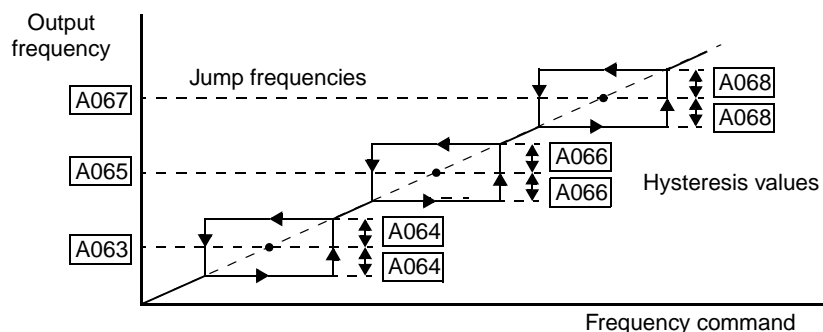 Output
frequency
Jump frequencies
A067
A068
A068
A065
A066
A066
Hysteresis values
A063
A064
A064
Frequency command